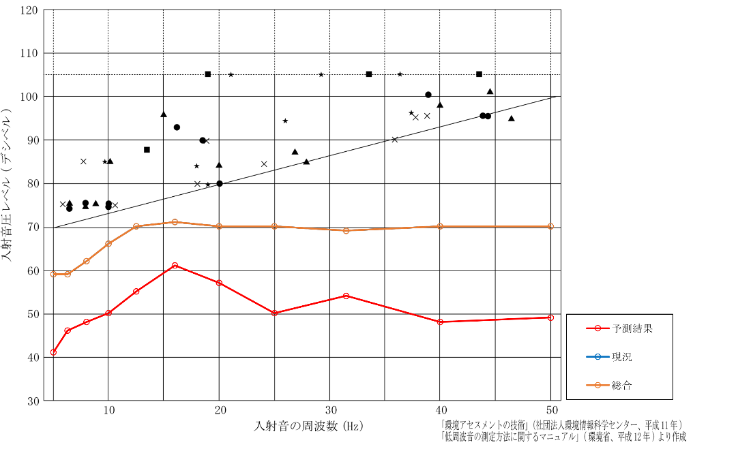 120
110
100
90
80
70
60
50
40
30
入射音圧レベル(デシベル)
10
20
30
40
50
入射音の周波数(Hz)
予測結果
現況
総合
「環境アセスメントの技術」(社団法人環境情報科学センター、平成11年)
「低周波音の測定方法に関するマニュアル」(環境省、平成12年)より作成